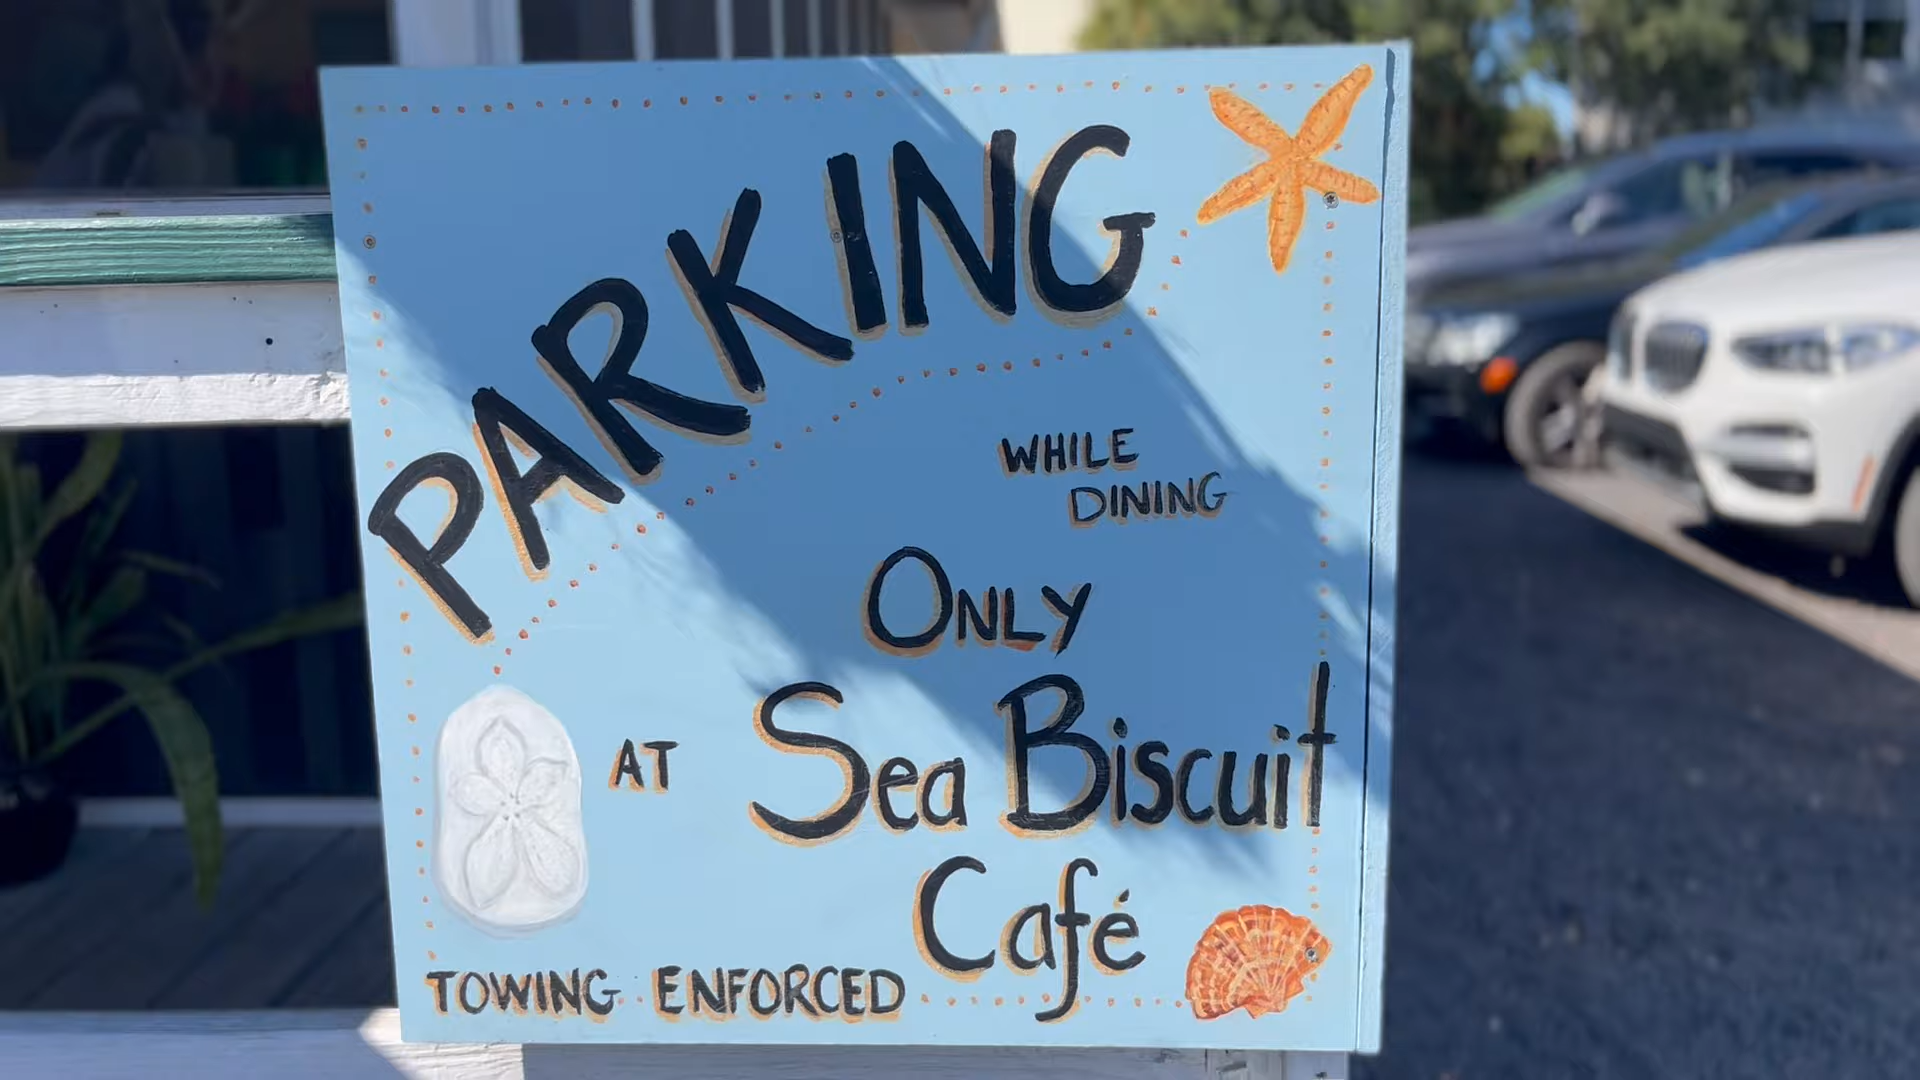 PARKING
WHILE
DINING
ONLY
AT Sea Biscuit
Café
TOWING ENFORCED